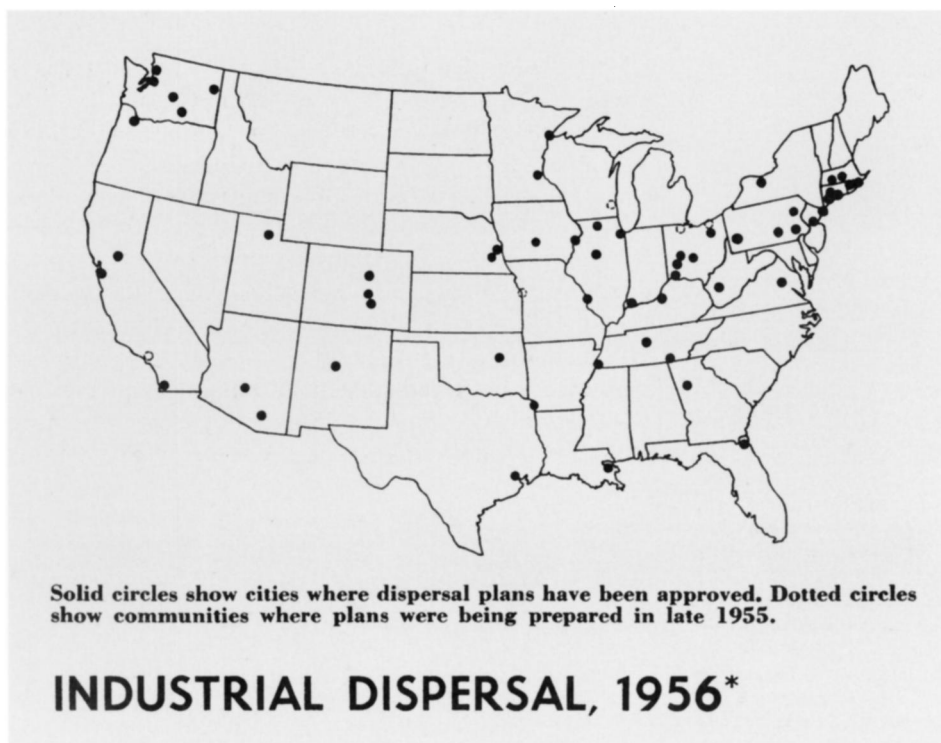 Solid circles show cities where dispersal plans have been approved. Dotted circles
show communities where plans were being prepared in late 1955.
INDUSTRIAL DISPERSAL, 1956*